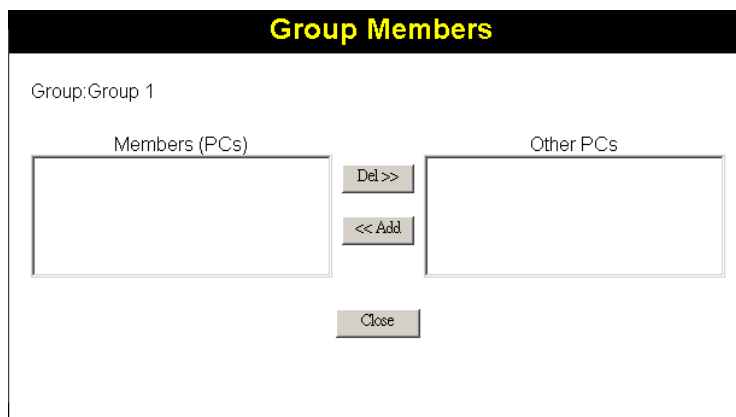 Group Members
Group:Group 1
Members (PCs)
Other PCs
Del >>
<< Add
Close